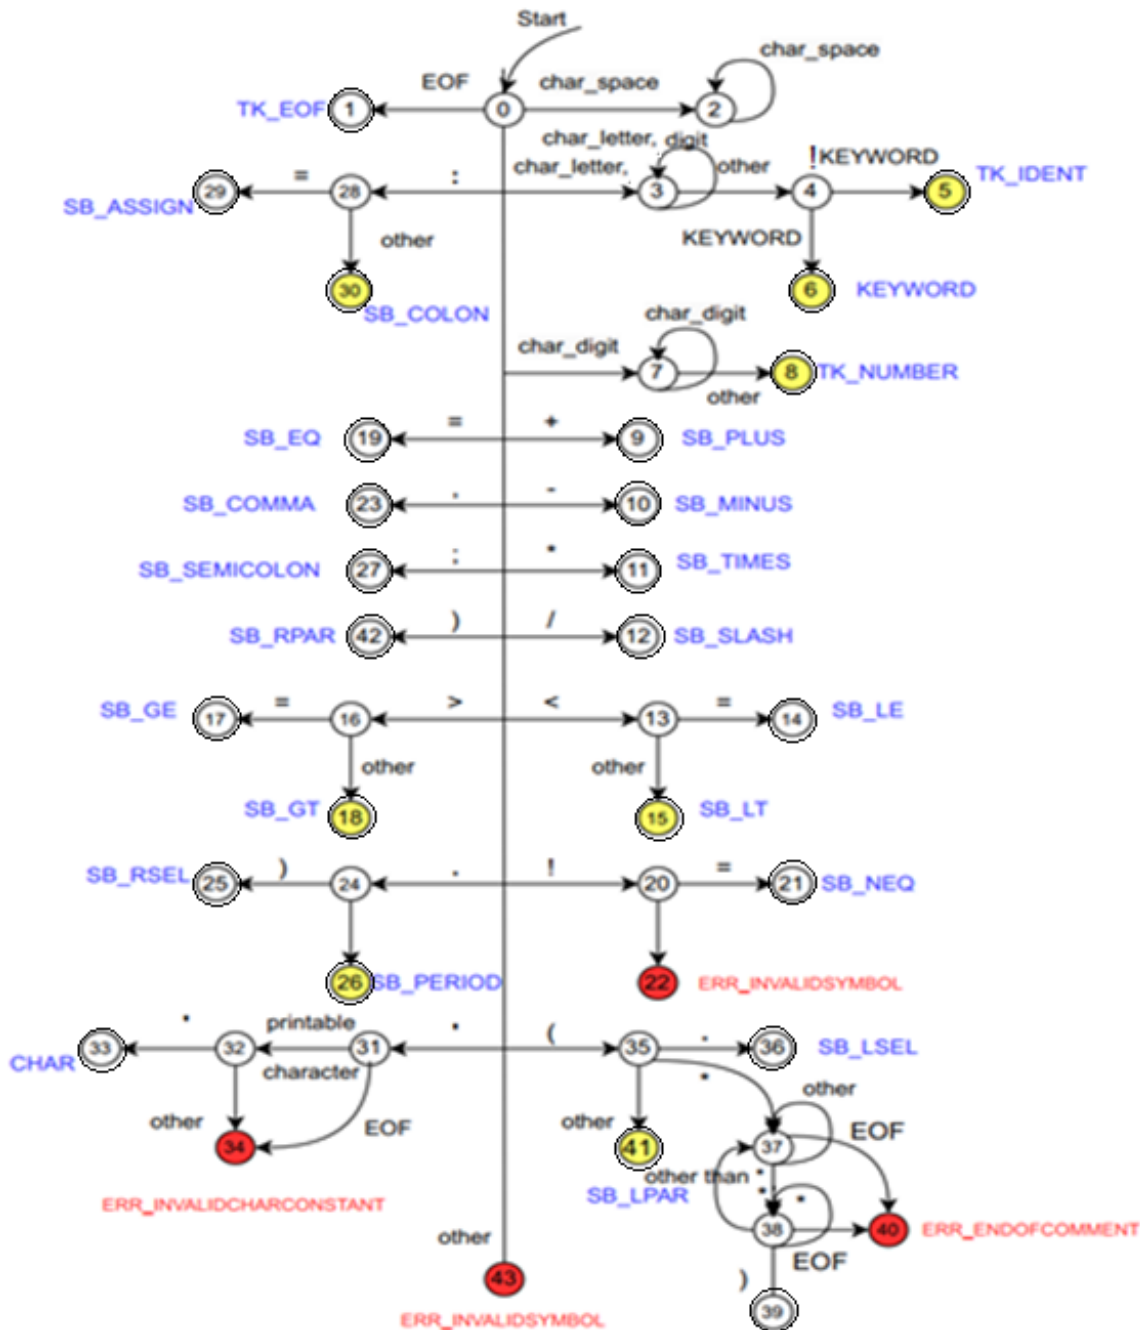 Start
EOF char_space char_space
TK_EOF 1 0 2
char_letter, digit
= : char_letter, other !KEYWORD
SB_ASSIGN 29 28 3 4 5 TK_IDENT
other KEYWORD
30 6 KEYWORD
SB_COLON
char_digit
char_digit
7 8 TK_NUMBER
other
= +
SB_EQ 19 9 SB_PLUS
, -
SB_COMMA 23 10 SB_MINUS
; *
SB_SEMICOLON 27 11 SB_TIMES
) /
SB_RPAR 42 12 SB_SLASH
SB_GE = > < = SB_LE
17 16 13 14
other other
SB_GT 18 15 SB_LT
SB_RSEL ) . ! =
25 24 20 21 SB_NEQ
26 SB_PERIOD 22 ERR_INVALIDSYMBOL
' printable ' ( .
33 32 31 35 36 SB_LSEL
CHAR character *
other EOF other other
34 41 37 EOF
ERR_INVALIDCHARCONSTANT SB_LPAR other than * *
other 38 * 40 ERR_ENDOFCOMMENT
EOF
43 )
ERR_INVALIDSYMBOL 39